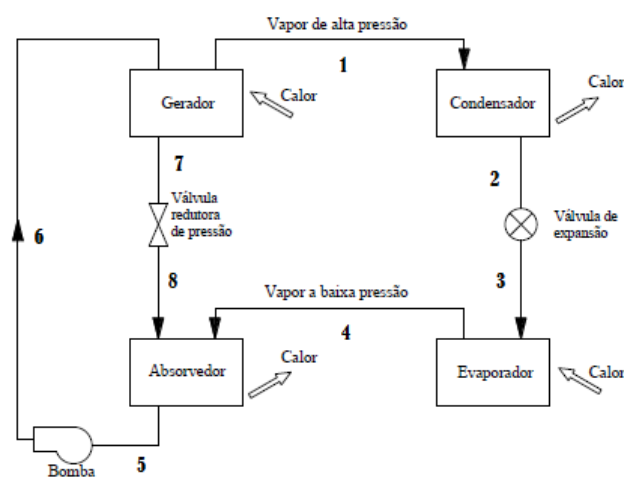 Vapor de alta pressão
1
Gerador
Calor
Condensador
Calor
7
2
Válvula
redutora
de pressão
Válvula de
expansão
6
8
3
Vapor a baixa pressão
4
Absorvedor
Calor
Evaporador
Calor
Bomba
5